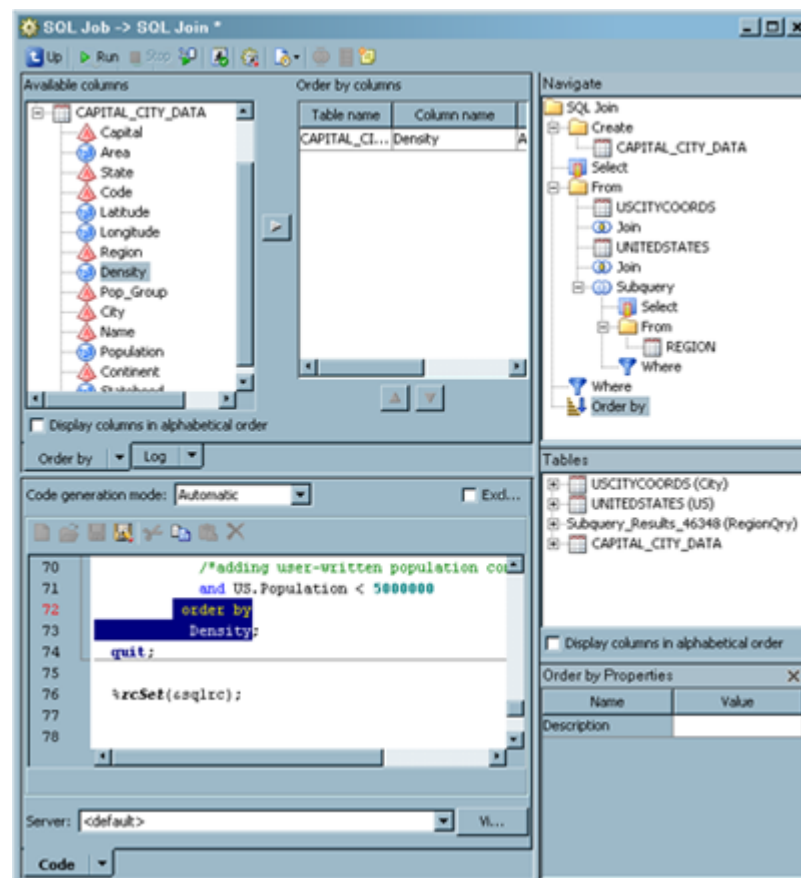 SQL Job -> SQL Join *
Up Run Stop
Available columns
CAPITAL_CITY_DATA
Capital
Area
State
Code
Latitude
Longitude
Region
Density
Pop_Group
City
Name
Population
Continent
Statehood
Display columns in alphabetical order
Order by columns
Table name Column name
CAPITAL_CI... Density A
Order by Log
Code generation mode: Automatic Excl...
70 /*adding user-written population co
71 and US.Population < 5000000
72 order by
73 Density;
74 quit;
75
76 %rcSet(&sqlrc);
77
78
Server: <default> Vi...
Code
Navigate
SQL Join
Create
CAPITAL_CITY_DATA
Select
From
USCITYCOORDS
Join
UNITEDSTATES
Join
Subquery
Select
From
REGION
Where
Where
Order by
Tables
USCITYCOORDS (City)
UNITEDSTATES (US)
Subquery_Results_46348 (RegionQry)
CAPITAL_CITY_DATA
Display columns in alphabetical order
Order by Properties
Name Value
Description